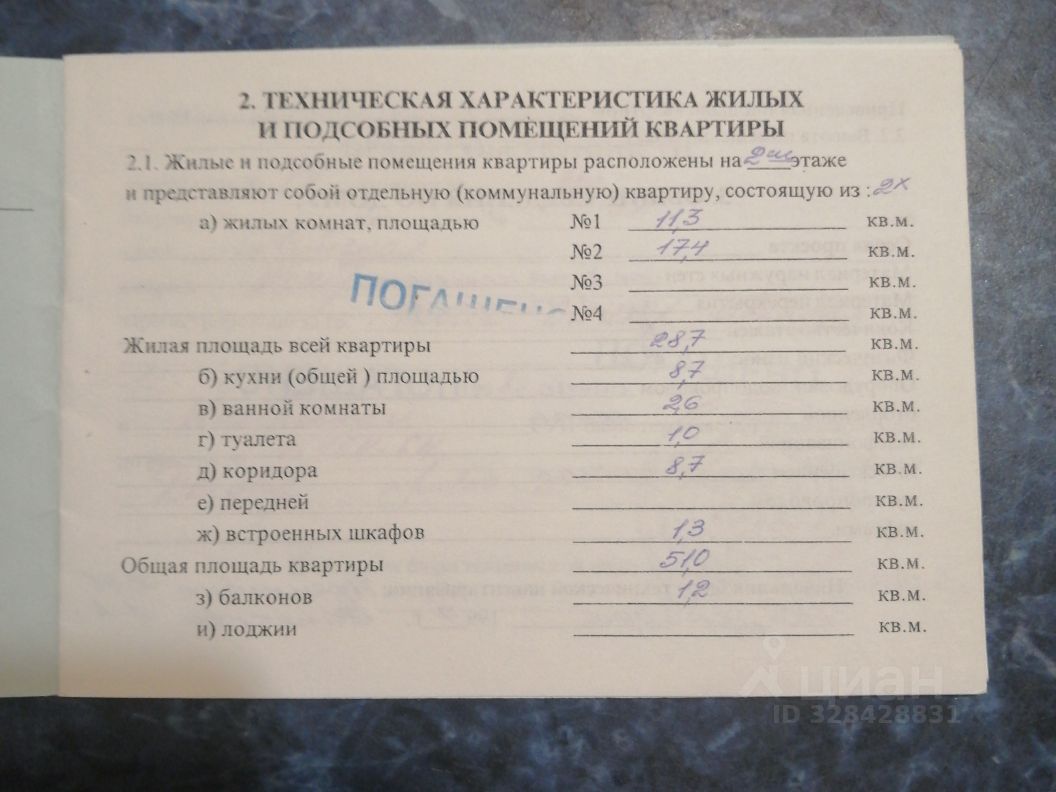 2. ТЕХНИЧЕСКАЯ ХАРАКТЕРИСТИКА ЖИЛЫХ
И ПОДСОБНЫХ ПОМЕЩЕНИЙ КВАРТИРЫ
2.1. Жилые и подсобные помещения квартиры расположены на 2ом этаже
и представляют собой отдельную (коммунальную) квартиру, состоящую из : 2х
а) жилых комнат, площадью №1 11,3 кв.м.
№2 17,4 кв.м.
ПОГАШЕНО №3 кв.м.
№4 кв.м.
Жилая площадь всей квартиры 28,7 кв.м.
б) кухни (общей ) площадью 8,7 кв.м.
в) ванной комнаты 2,6 кв.м.
г) туалета 1,0 кв.м.
д) коридора 8,7 кв.м.
е) передней кв.м.
ж) встроенных шкафов 1,3 кв.м.
Общая площадь квартиры 51,0 кв.м.
з) балконов 1,2 кв.м.
и) лоджии кв.м.
циан
ID 328428831